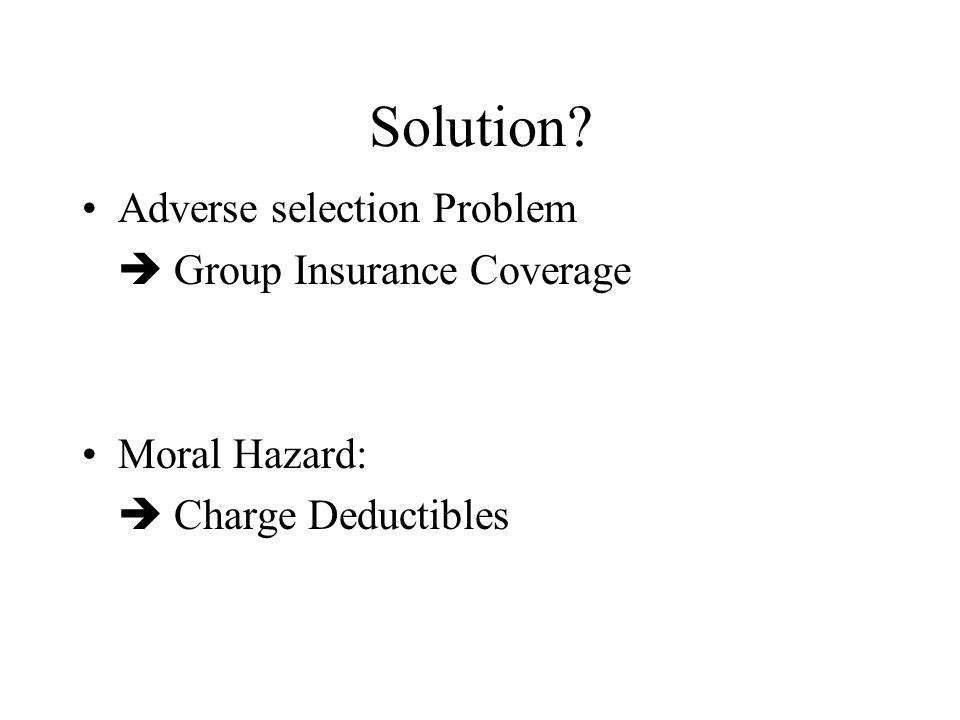 Solution?
• Adverse selection Problem
➔ Group Insurance Coverage
• Moral Hazard:
➔ Charge Deductibles